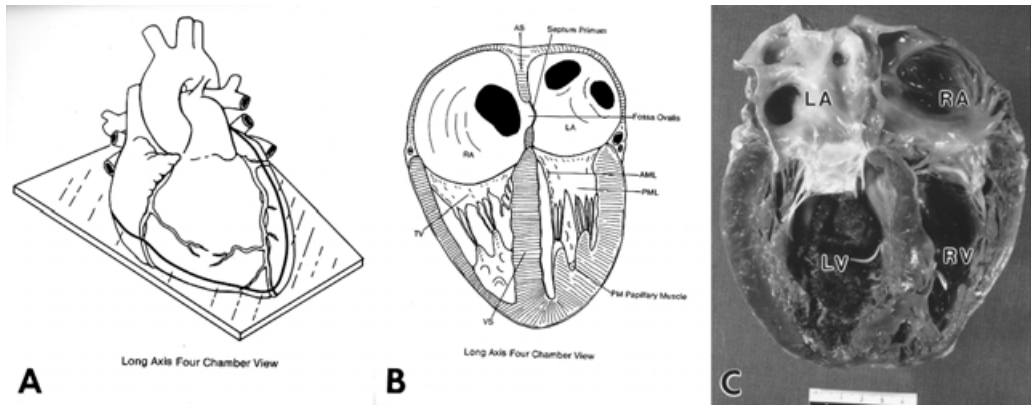 Long Axis Four Chamber View
A
AS
Septum Primum
RA
LA
Fossa Ovalis
AML
PML
TV
PM Papillary Muscle
VS
Long Axis Four Chamber View
B
LA
RA
LV
RV
C